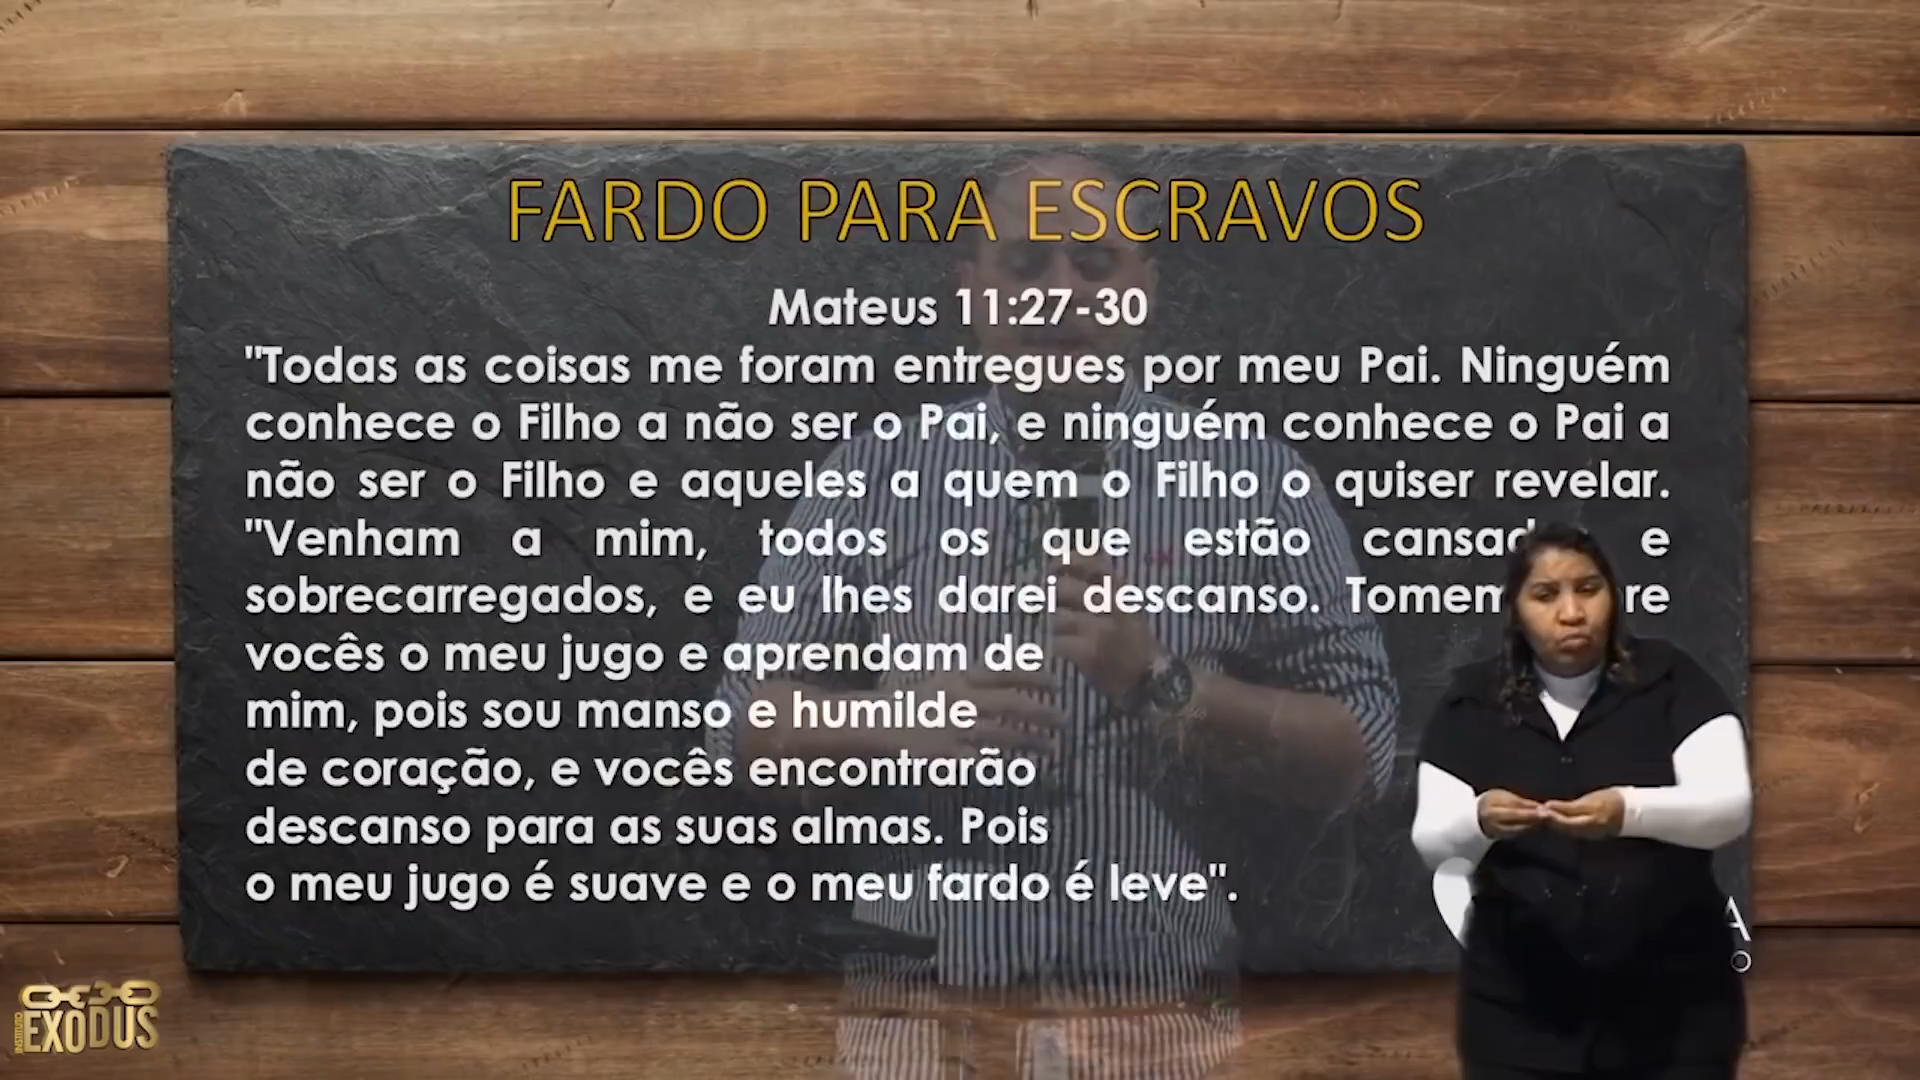 FARDO PARA ESCRAVOS
Mateus 11:27-30
"Todas as coisas me foram entregues por meu Pai. Ninguém
conhece o Filho a não ser o Pai, e ninguém conhece o Pai a
não ser o Filho e aqueles a quem o Filho o quiser revelar.
"Venham a mim, todos os que estão e
sobrecarregados, e eu lhes darei descanso.
vocês o meu jugo e aprendam de
mim, pois sou manso e humilde
de coração, e vocês encontrarão
descanso para as suas almas. Pois
o meu jugo é suave e o meu fardo é leve".
INSTITUTO
EXODUS